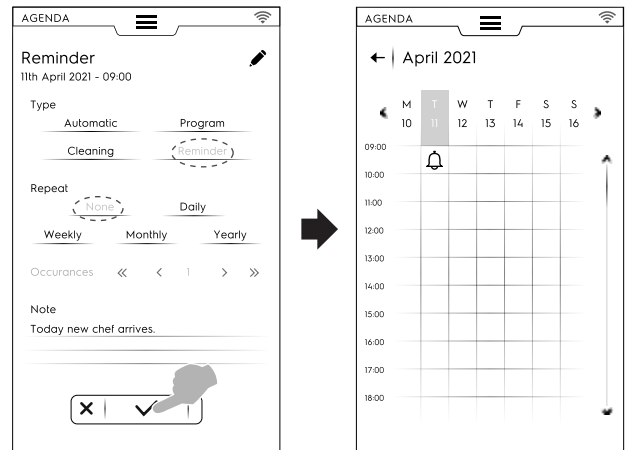 AGENDA
Reminder
11th April 2021 - 09:00
Type
Automatic Program
Cleaning Reminder
Repeat
None Daily
Weekly Monthly Yearly
Occurances 1
Note
Today new chef arrives.
AGENDA
April 2021
M T W T F S S
10 11 12 13 14 15 16
09:00
10:00
11:00
12:00
13:00
14:00
15:00
16:00
17:00
18:00